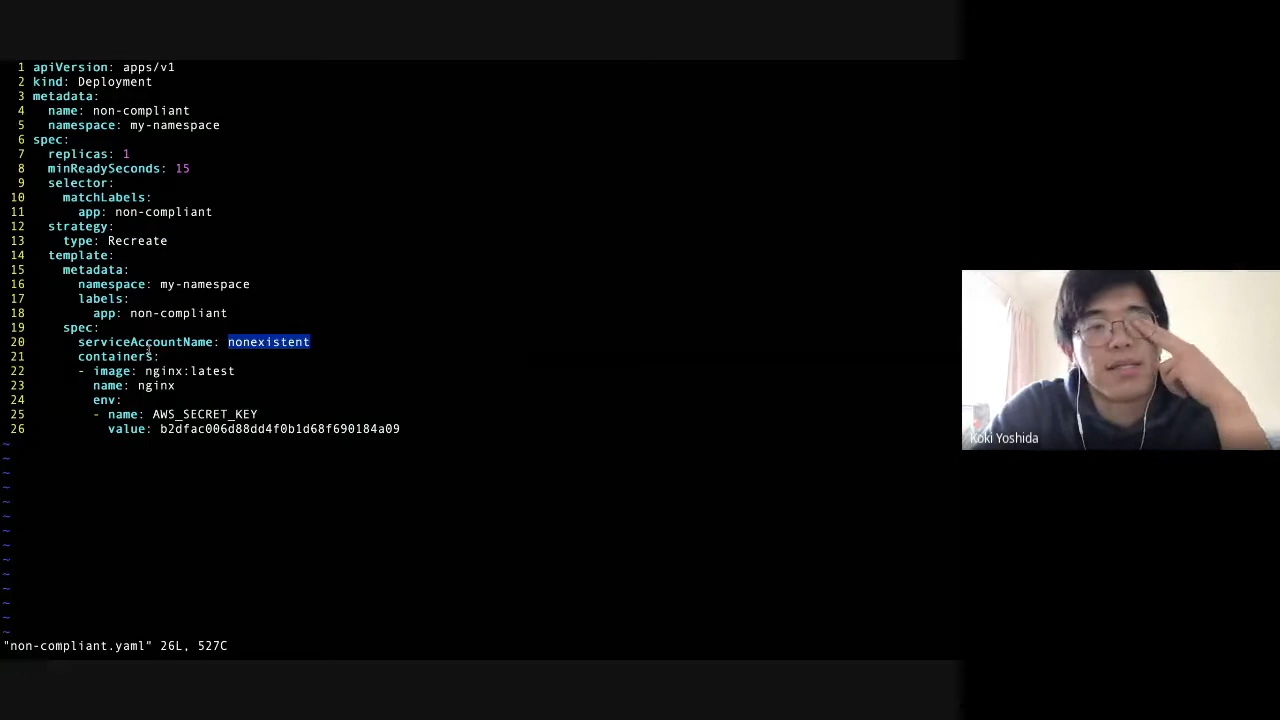 1 apiVersion: apps/v1
2 kind: Deployment
3 metadata:
4   name: non-compliant
5   namespace: my-namespace
6 spec:
7   replicas: 1
8   minReadySeconds: 15
9   selector:
10     matchLabels:
11       app: non-compliant
12   strategy:
13     type: Recreate
14   template:
15     metadata:
16       namespace: my-namespace
17       labels:
18         app: non-compliant
19     spec:
20       serviceAccountName: nonexistent
21       containers:
22       - image: nginx:latest
23         name: nginx
24         env:
25         - name: AWS_SECRET_KEY
26           value: b2dfac006d88dd4f0b1d68f690184a09
~
~
~
~
~
~
~
~
~
~
~
~
~
~
"non-compliant.yaml" 26L, 527C
Koki Yoshida